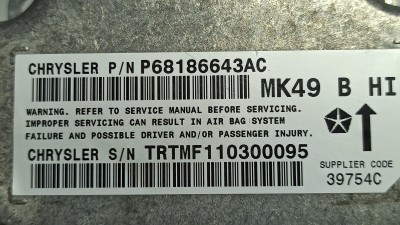 CHRYSLER P/N P68186643AC
MK49 B HI
WARNING. REFER TO SERVICE MANUAL BEFORE SERVICING.
IMPROPER SERVICING CAN RESULT IN AIR BAG SYSTEM
FAILURE AND POSSIBLE DRIVER AND/OR PASSENGER INJURY.
CHRYSLER S/N TRTMF110300095
SUPPLIER CODE
39754C